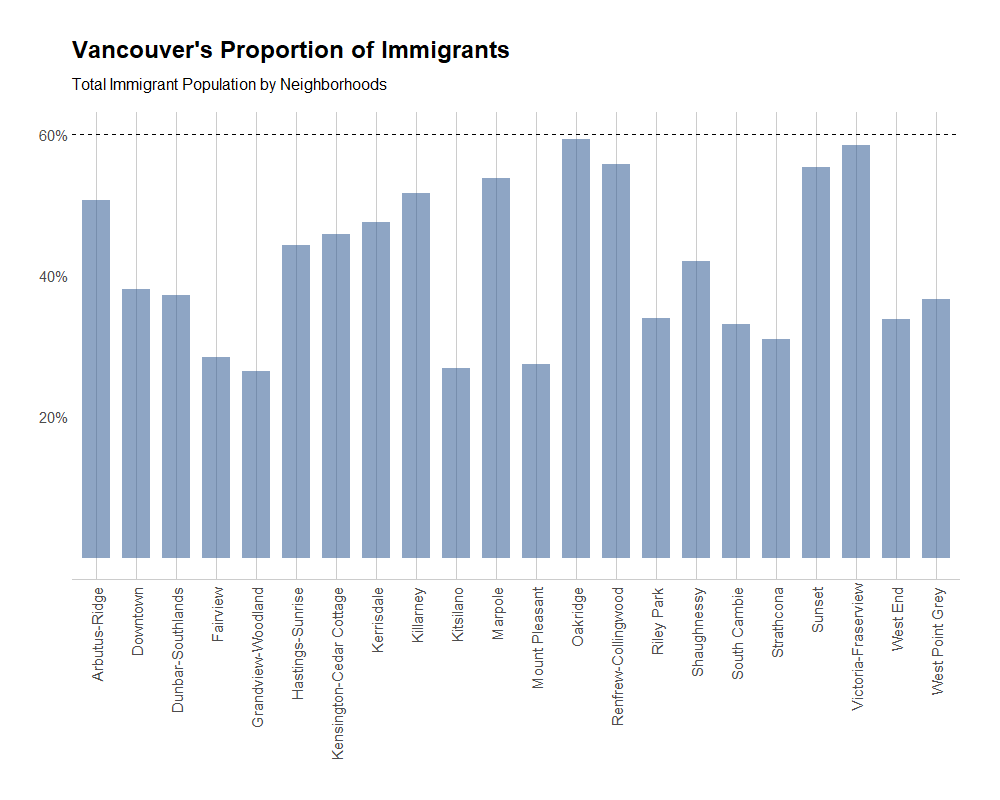 Vancouver's Proportion of Immigrants
Total Immigrant Population by Neighborhoods
60%
40%
20%
Arbutus-Ridge
Downtown
Dunbar-Southlands
Fairview
Grandview-Woodland
Hastings-Sunrise
Kensington-Cedar Cottage
Kerrisdale
Killarney
Kitsilano
Marpole
Mount Pleasant
Oakridge
Renfrew-Collingwood
Riley Park
Shaughnessy
South Cambie
Strathcona
Sunset
Victoria-Fraserview
West End
West Point Grey